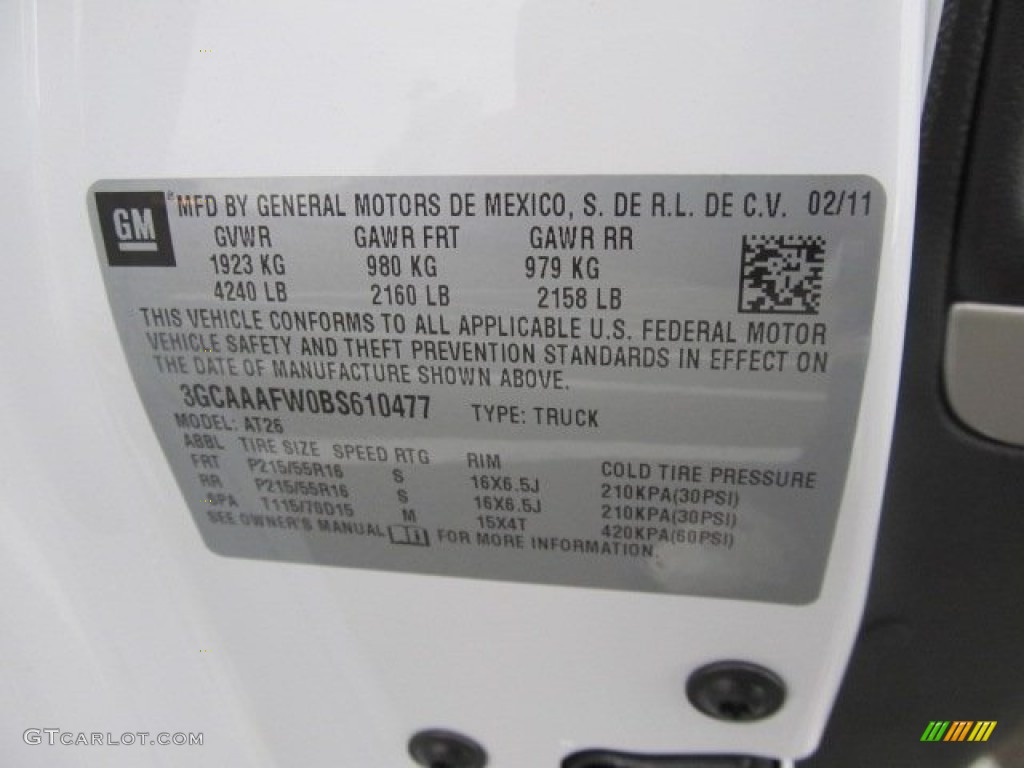 GM
® MFD BY GENERAL MOTORS DE MEXICO, S. DE R.L. DE C.V. 02/11
GVWR GAWR FRT GAWR RR
1923 KG 980 KG 979 KG
4240 LB 2160 LB 2158 LB
THIS VEHICLE CONFORMS TO ALL APPLICABLE U.S. FEDERAL MOTOR
VEHICLE SAFETY AND THEFT PREVENTION STANDARDS IN EFFECT ON
THE DATE OF MANUFACTURE SHOWN ABOVE.
3GCAAAFW0BS610477 TYPE: TRUCK
MODEL: AT26
ABBL TIRE SIZE SPEED RTG RIM COLD TIRE PRESSURE
FRT P215/55R16 S 16X6.5J 210KPA(30PSI)
RR P215/55R16 S 16X6.5J 210KPA(30PSI)
SPA T115/70D15 M 15X4T 420KPA(60PSI)
SEE OWNER'S MANUAL FOR MORE INFORMATION.
GTCarLot.com